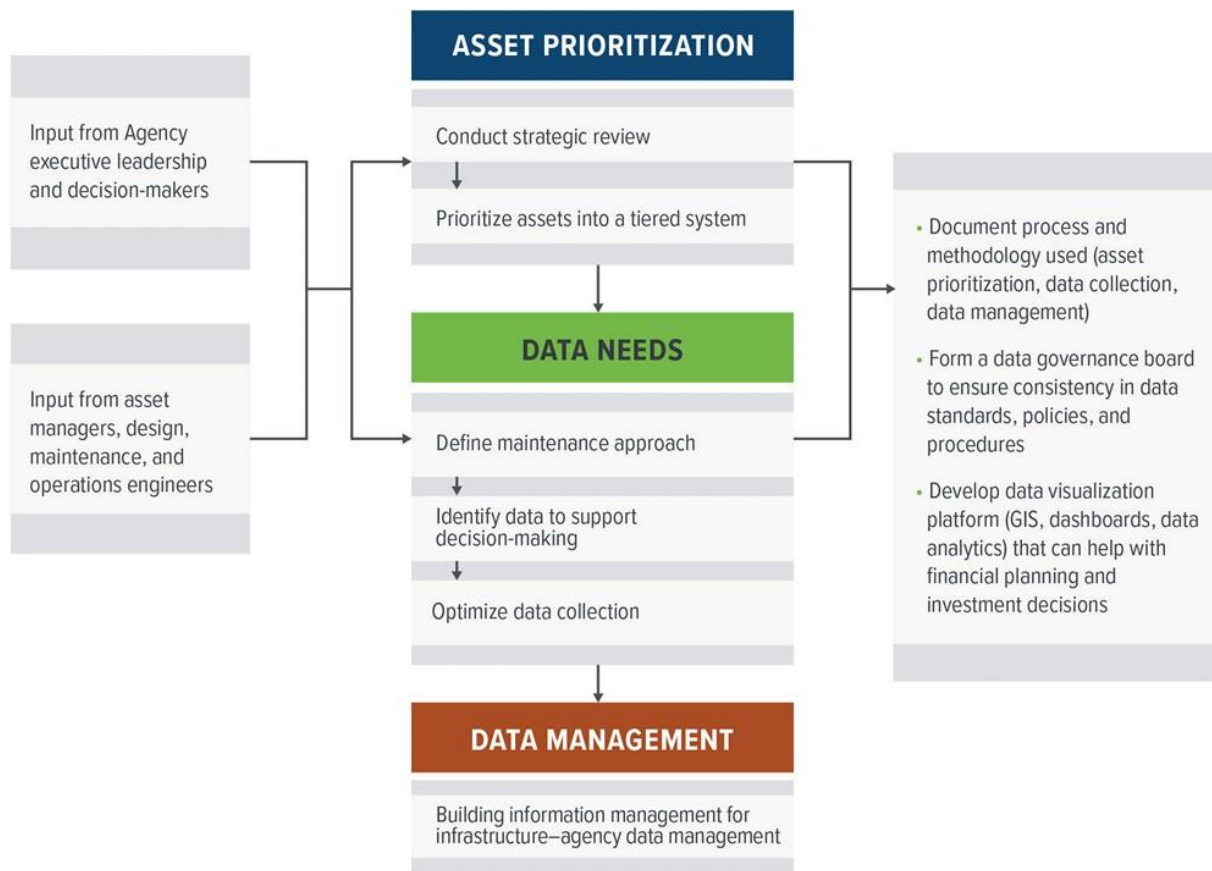 Input from Agency
executive leadership
and decision-makers
Input from asset
managers, design,
maintenance, and
operations engineers
ASSET PRIORITIZATION
Conduct strategic review
Prioritize assets into a tiered system
DATA NEEDS
Define maintenance approach
Identify data to support
decision-making
Optimize data collection
DATA MANAGEMENT
Building information management for
infrastructure–agency data management
• Document process and
methodology used (asset
prioritization, data collection,
data management)
• Form a data governance board
to ensure consistency in data
standards, policies, and
procedures
• Develop data visualization
platform (GIS, dashboards, data
analytics) that can help with
financial planning and
investment decisions